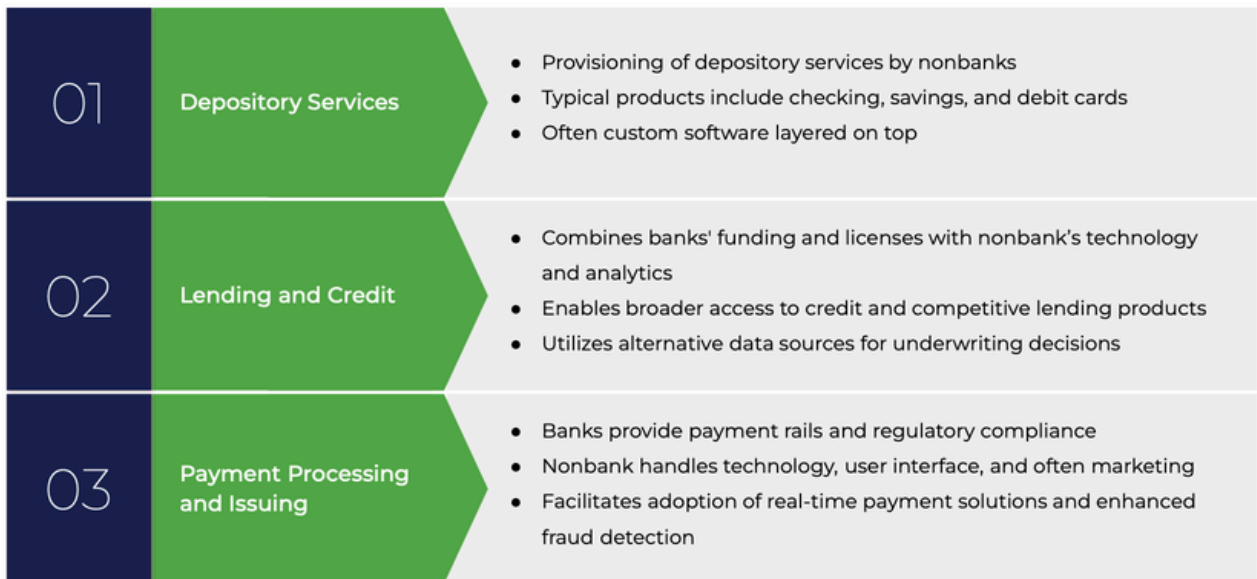 01
Depository Services
● Provisioning of depository services by nonbanks
● Typical products include checking, savings, and debit cards
● Often custom software layered on top
02
Lending and Credit
● Combines banks' funding and licenses with nonbank’s technology
and analytics
● Enables broader access to credit and competitive lending products
● Utilizes alternative data sources for underwriting decisions
03
Payment Processing
and Issuing
● Banks provide payment rails and regulatory compliance
● Nonbank handles technology, user interface, and often marketing
● Facilitates adoption of real-time payment solutions and enhanced
fraud detection